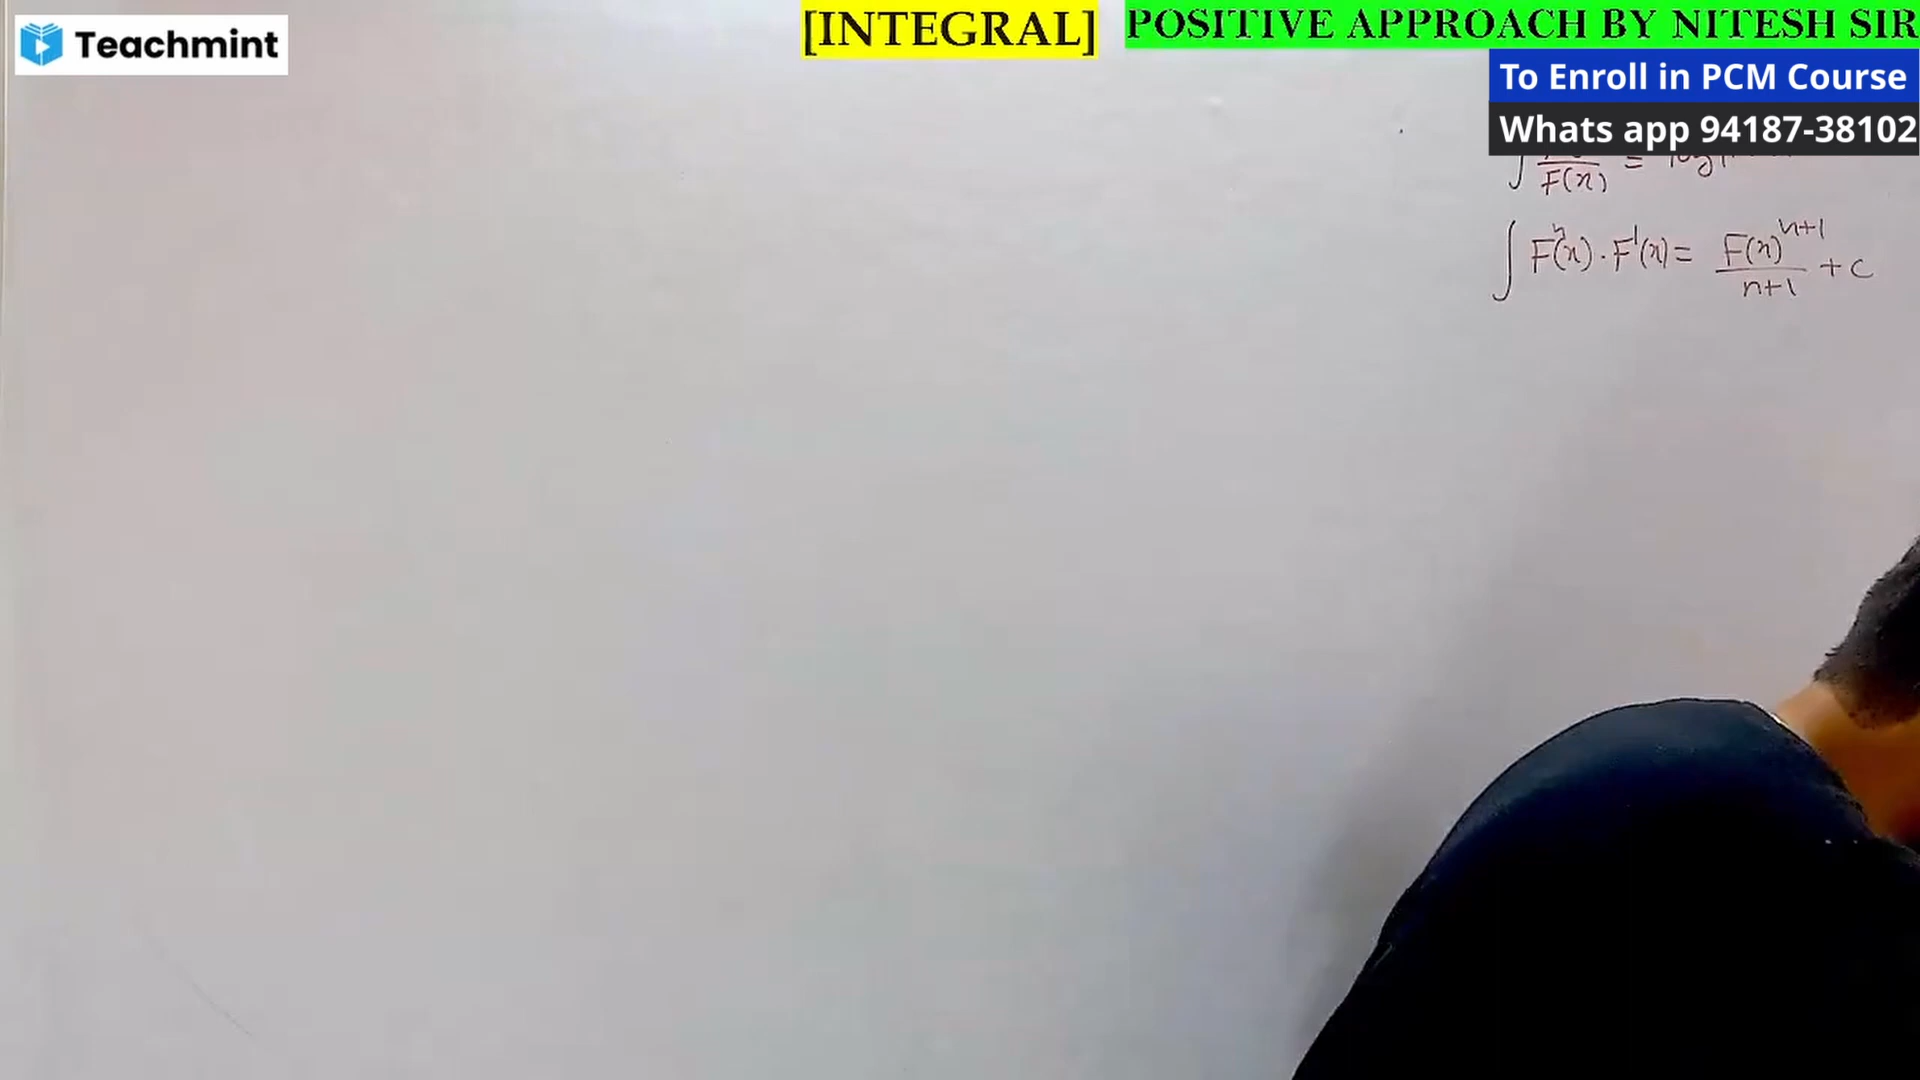 Teachmint
[INTEGRAL]
POSITIVE APPROACH BY NITESH SIR
To Enroll in PCM Course
Whats app 94187-38102
∫ F(x) = log
∫ Fⁿ(x)·F'(x) = F(x)ⁿ⁺¹ / n+1 + c